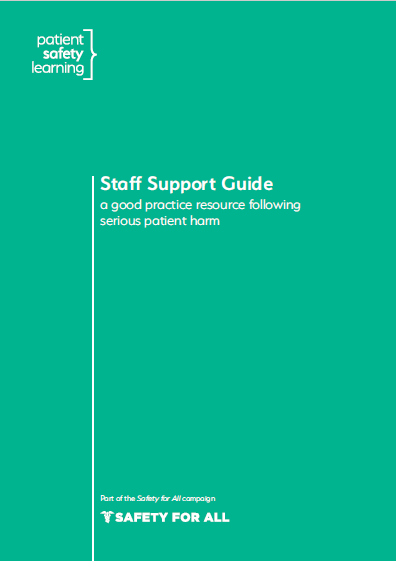 patient
safety
learning
Staff Support Guide
a good practice resource following
serious patient harm
Part of the Safety for All campaign
SAFETY FOR ALL